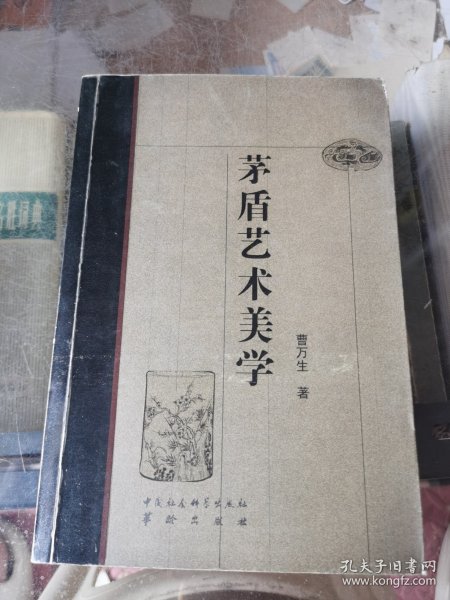 茅盾艺术美学
曹万生 著
中国社会科学出版社
华龄出版社
孔夫子旧书网
www.kongfz.com